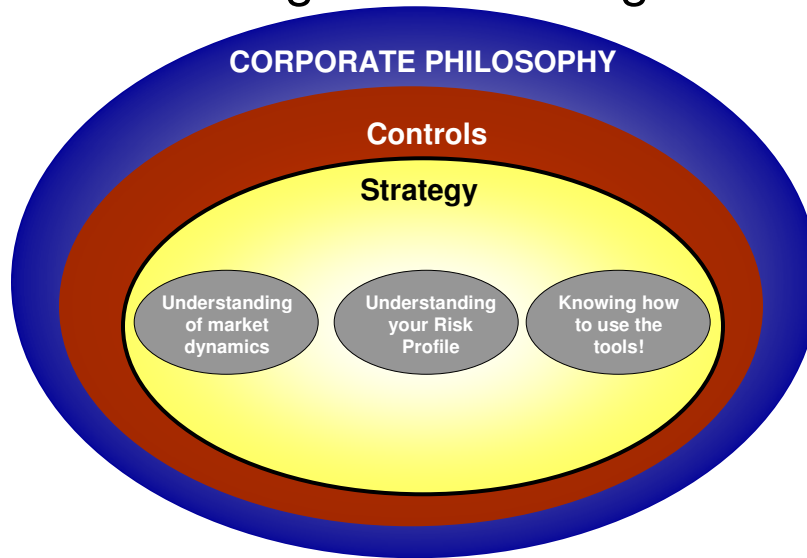 CORPORATE PHILOSOPHY
Controls
Strategy
Understanding
of market
dynamics
Understanding
your Risk
Profile
Knowing how
to use the
tools!